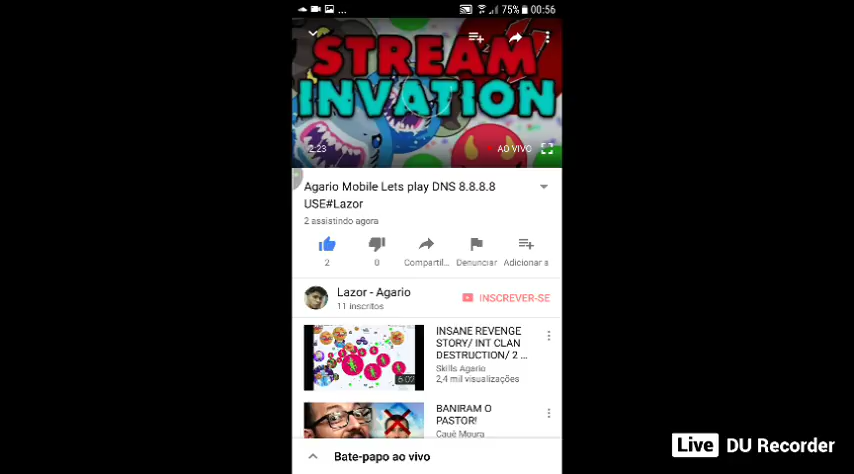 ... 75% 00:56
STREAM
INVATION
2:23
AO VIVO
Agario Mobile Lets play DNS 8.8.8.8
USE#Lazor
2 assistindo agora
2
0
Compartil...
Denunciar
Adicionar a
Lazor - Agario
11 inscritos
INSCREVER-SE
INSANE REVENGE
STORY/ INT CLAN
DESTRUCTION/ 2 ...
Skills Agario
2,4 mil visualizações
6:07
BANIRAM O
PASTOR!
Cauê Moura
Bate-papo ao vivo
Live DU Recorder